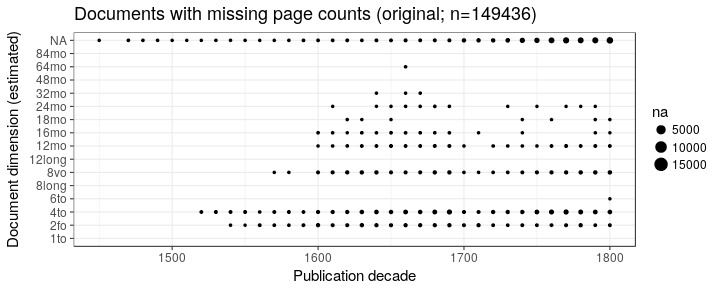 Documents with missing page counts (original; n=149436)
Document dimension (estimated)
NA
84mo
64mo
48mo
32mo
24mo
18mo
16mo
12mo
12long
8vo
8long
6to
4to
2fo
1to
1500 1600 1700 1800
Publication decade
na
5000
10000
15000